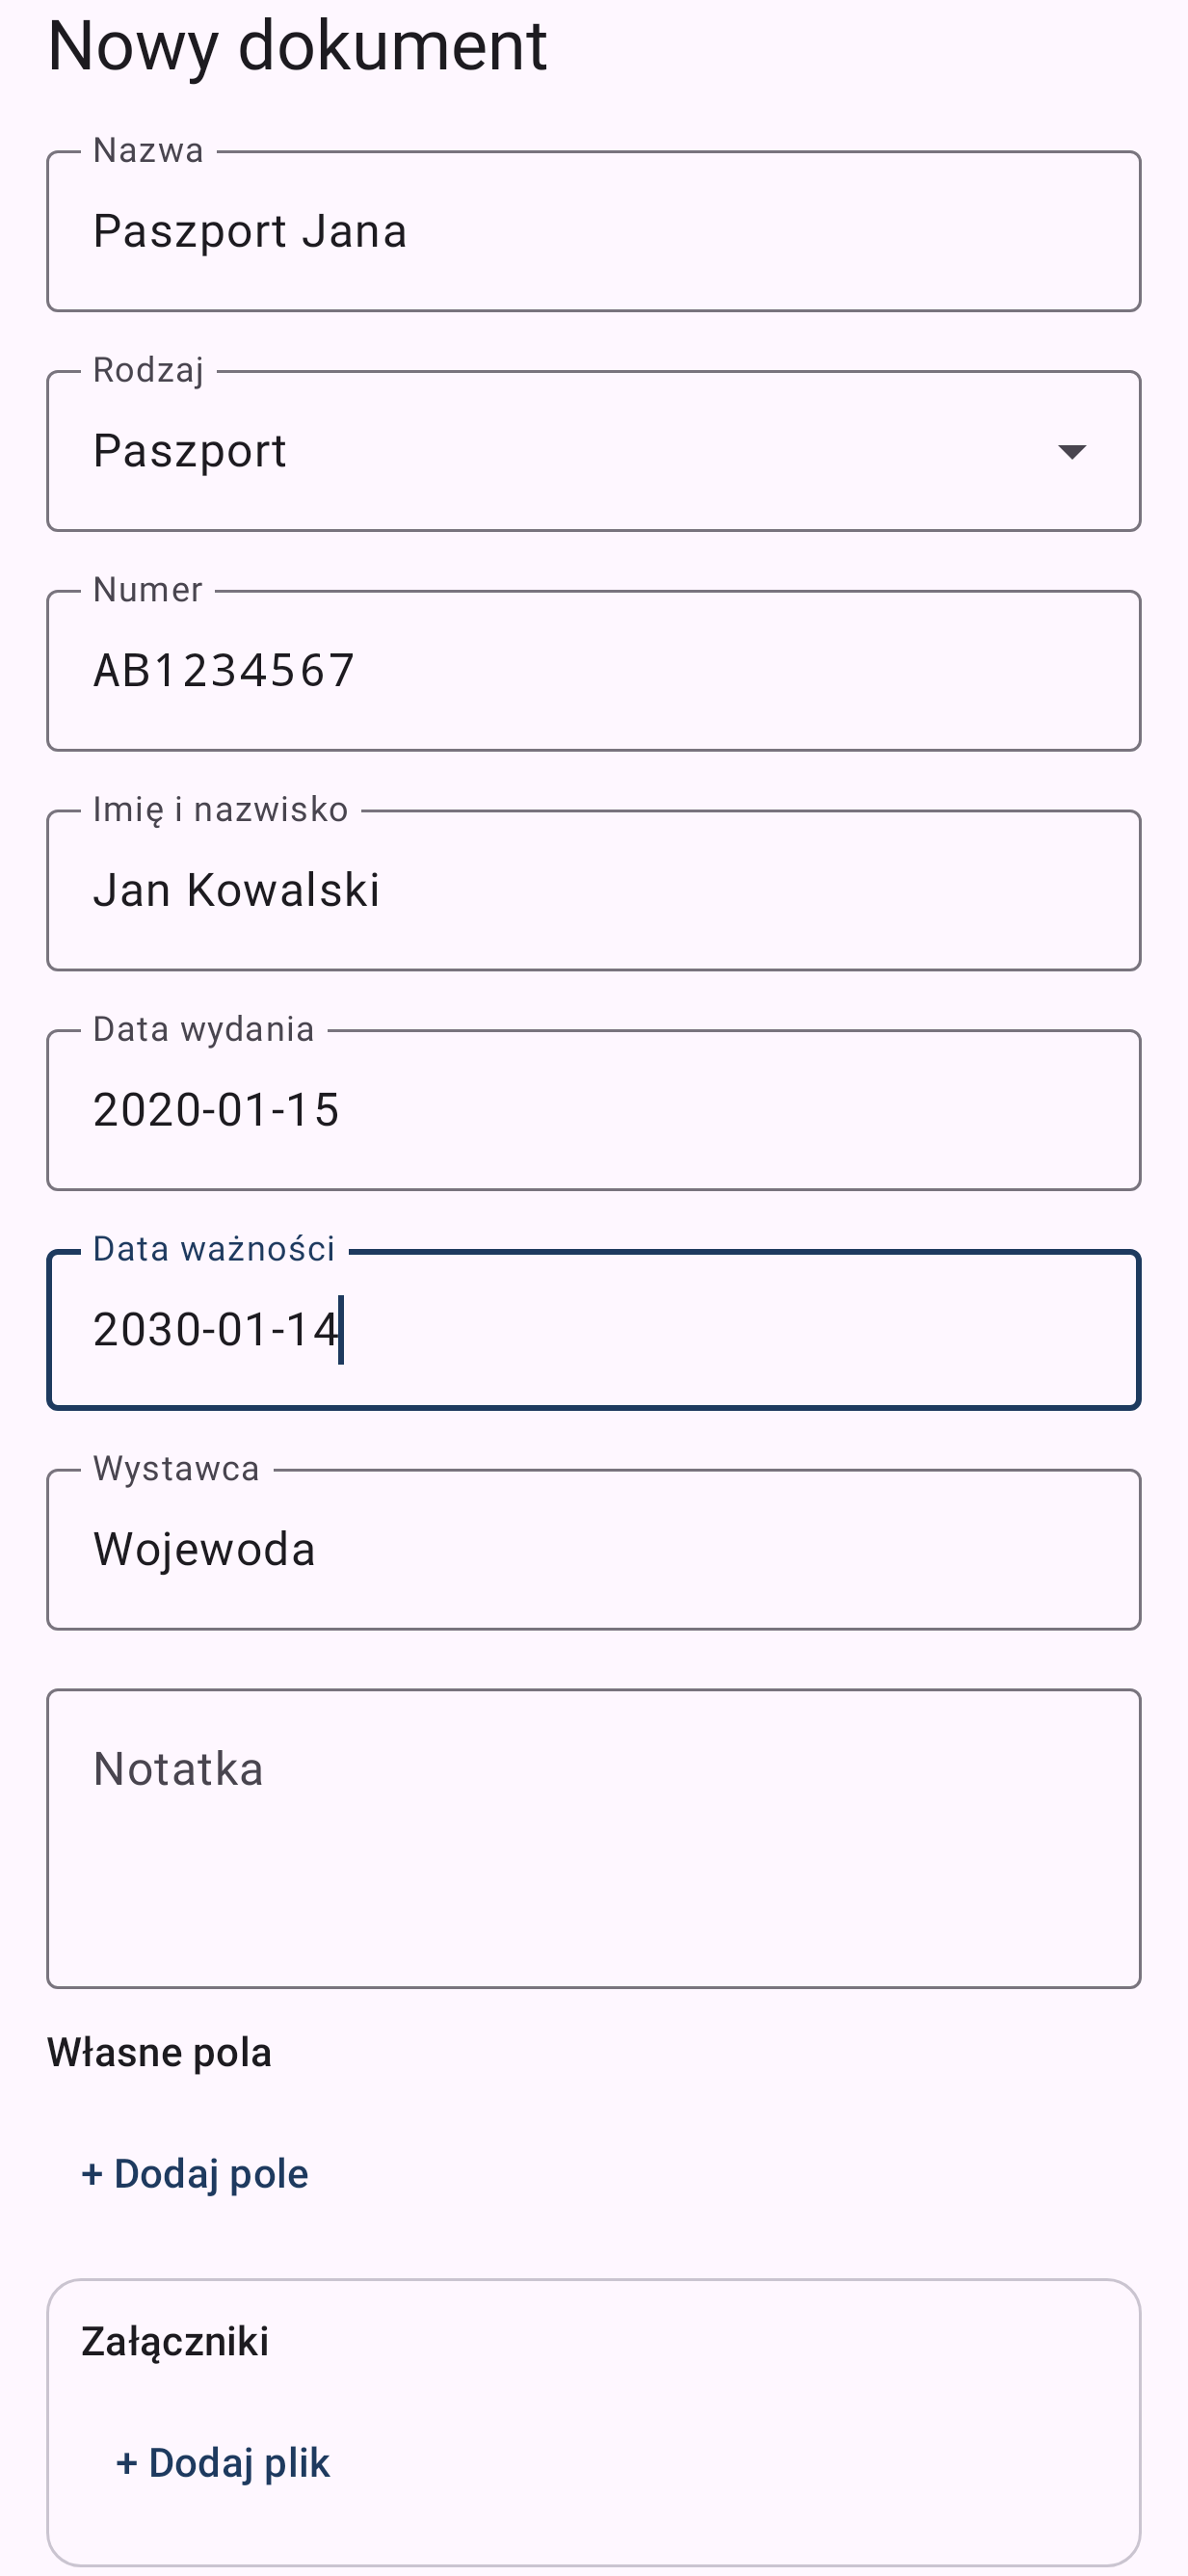 Nowy dokument
Nazwa
Paszport Jana
Rodzaj
Paszport
Numer
AB1234567
Imię i nazwisko
Jan Kowalski
Data wydania
2020-01-15
Data ważności
2030-01-14
Wystawca
Wojewoda
Notatka
Własne pola
+ Dodaj pole
Załączniki
+ Dodaj plik